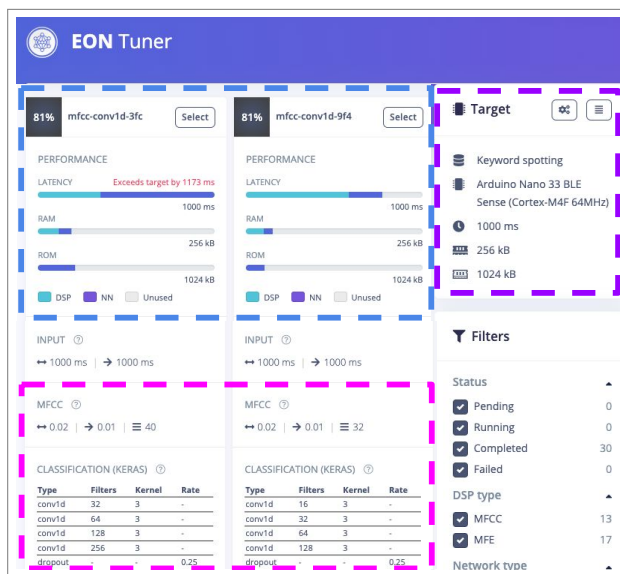 EON Tuner
81% mfcc-conv1d-3fc Select
PERFORMANCE
LATENCY Exceeds target by 1173 ms
1000 ms
RAM
256 kB
ROM
1024 kB
DSP NN Unused
INPUT
1000 ms | 1000 ms
MFCC
0.02 | 0.01 | 40
CLASSIFICATION (KERAS)
Type Filters Kernel Rate
conv1d 32 3 -
conv1d 64 3 -
conv1d 128 3 -
conv1d 256 3 -
dropout - - 0.25
81% mfcc-conv1d-9f4 Select
PERFORMANCE
LATENCY
1000 ms
RAM
256 kB
ROM
1024 kB
DSP NN Unused
INPUT
1000 ms | 1000 ms
MFCC
0.02 | 0.01 | 32
CLASSIFICATION (KERAS)
Type Filters Kernel Rate
conv1d 16 3 -
conv1d 32 3 -
conv1d 64 3 -
conv1d 128 3 -
dropout - - 0.25
Target
Keyword spotting
Arduino Nano 33 BLE
Sense (Cortex-M4F 64MHz)
1000 ms
256 kB
1024 kB
Filters
Status
Pending 0
Running 0
Completed 30
Failed 0
DSP type
MFCC 13
MFE 17
Network type